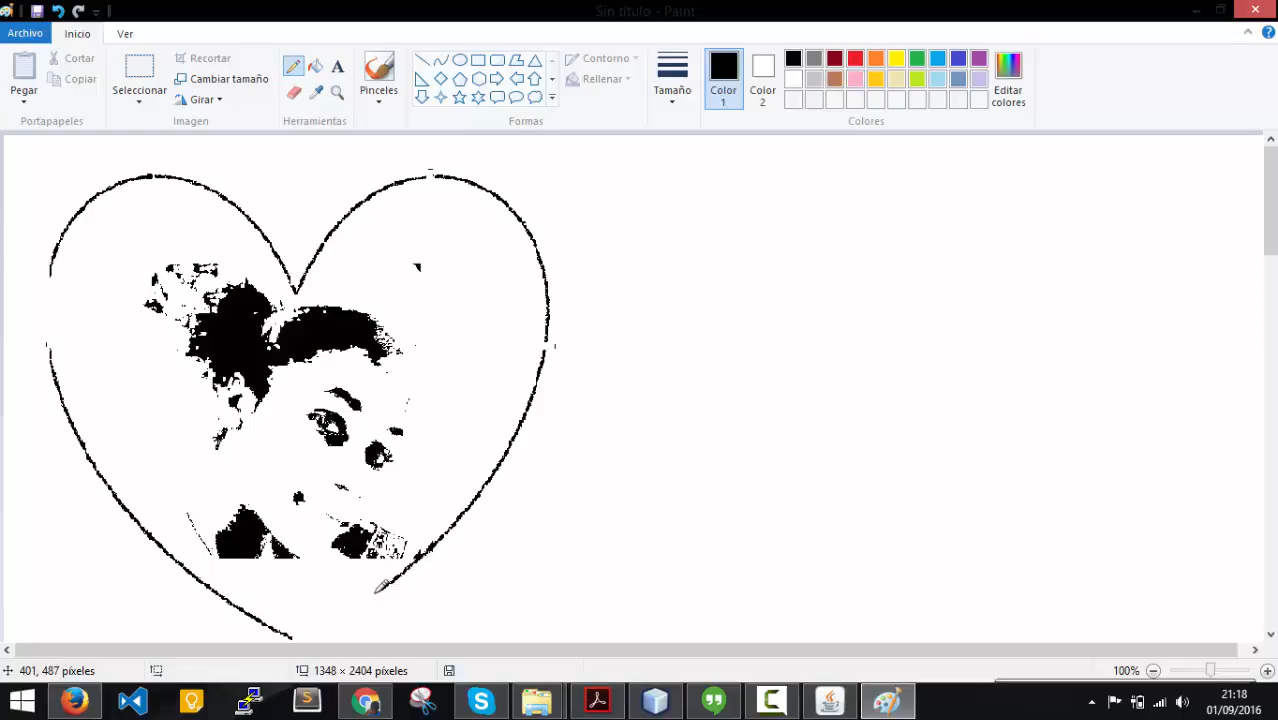 Sin título - Paint
Archivo
Inicio
Ver
Pegar
Cortar
Copiar
Portapapeles
Seleccionar
Recortar
Cambiar tamaño
Girar
Imagen
A
Herramientas
Pinceles
Contorno
Rellenar
Formas
Tamaño
Color 1
Color 2
Editar colores
Colores
401, 487 píxeles
1348 × 2404 píxeles
100%
S
21:18
01/09/2016